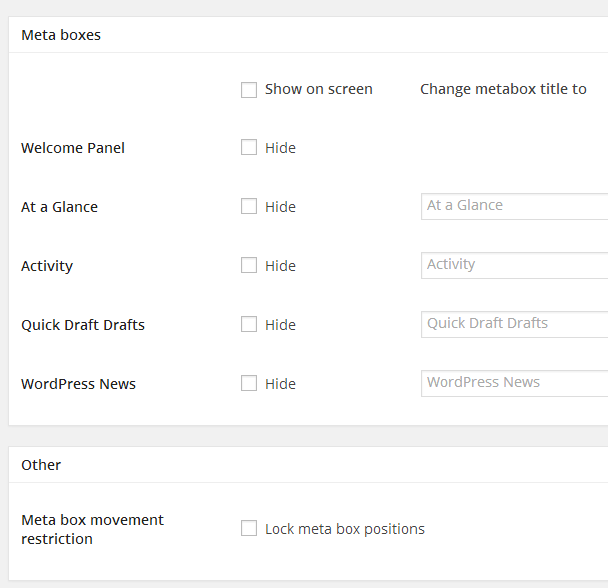 Meta boxes
Show on screen Change metabox title to
Welcome Panel Hide
At a Glance Hide At a Glance
Activity Hide Activity
Quick Draft Drafts Hide Quick Draft Drafts
WordPress News Hide WordPress News
Other
Meta box movement
restriction
Lock meta box positions